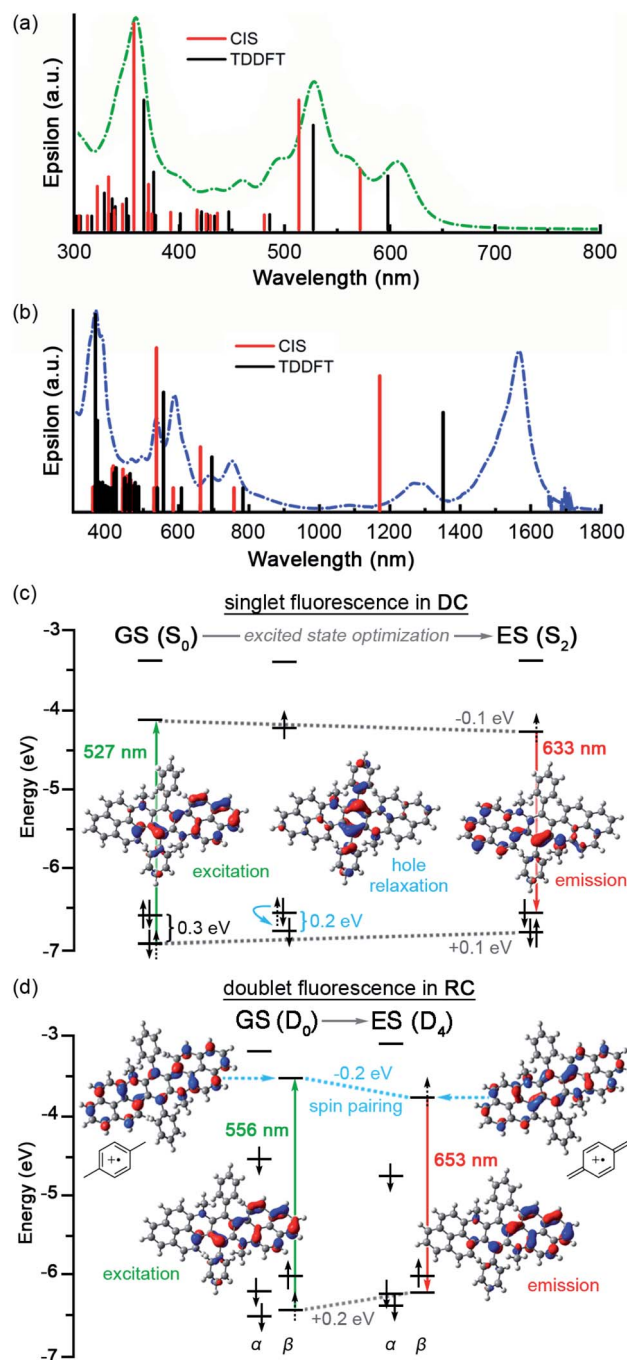 (a)
CIS
TDDFT
Epsilon (a.u.)
300 400 500 600 700 800
Wavelength (nm)
(b)
CIS
TDDFT
Epsilon (a.u.)
400 600 800 1000 1200 1400 1600 1800
Wavelength (nm)
(c)
singlet fluorescence in DC
GS (S0) excited state optimization ES (S2)
-3
-4
-5
-6
-7
Energy (eV)
-0.1 eV
527 nm
633 nm
excitation
hole
relaxation
emission
0.3 eV
0.2 eV
+0.1 eV
(d)
doublet fluorescence in RC
GS (D0) ES (D4)
-3
-4
-5
-6
-7
Energy (eV)
-0.2 eV
spin pairing
+•
+•
556 nm
653 nm
excitation
emission
+0.2 eV
α β α β